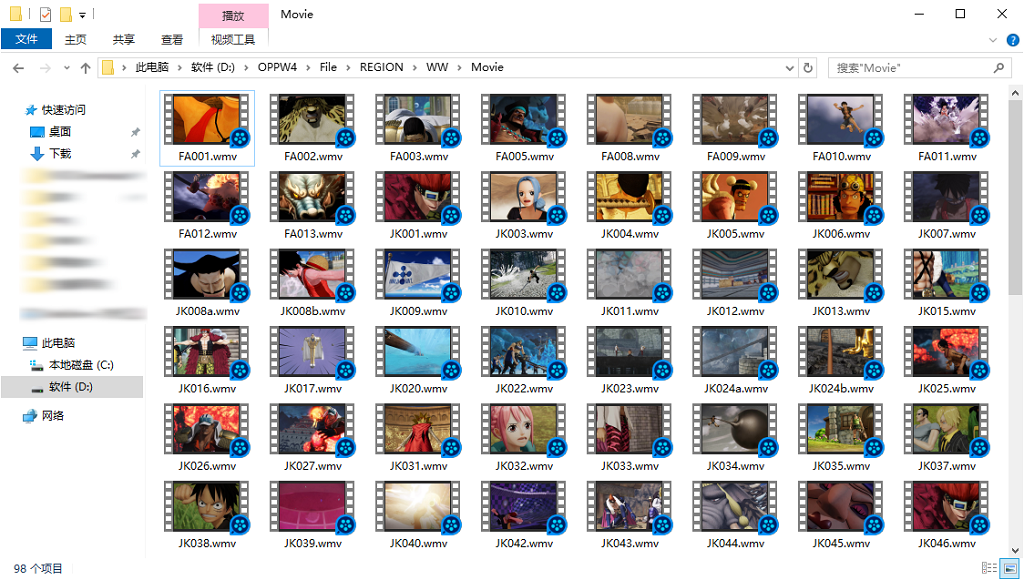 播放
Movie
文件
主页
共享
查看
视频工具
此电脑 › 软件 (D:) › OPPW4 › File › REGION › WW › Movie
搜索"Movie"
快速访问
桌面
下载
此电脑
本地磁盘 (C:)
软件 (D:)
网络
FA001.wmv FA002.wmv FA003.wmv FA005.wmv FA008.wmv FA009.wmv FA010.wmv FA011.wmv
FA012.wmv FA013.wmv JK001.wmv JK003.wmv JK004.wmv JK005.wmv JK006.wmv JK007.wmv
JK008a.wmv JK008b.wmv JK009.wmv JK010.wmv JK011.wmv JK012.wmv JK013.wmv JK015.wmv
JK016.wmv JK017.wmv JK020.wmv JK022.wmv JK023.wmv JK024a.wmv JK024b.wmv JK025.wmv
JK026.wmv JK027.wmv JK031.wmv JK032.wmv JK033.wmv JK034.wmv JK035.wmv JK037.wmv
JK038.wmv JK039.wmv JK040.wmv JK042.wmv JK043.wmv JK044.wmv JK045.wmv JK046.wmv
98 个项目